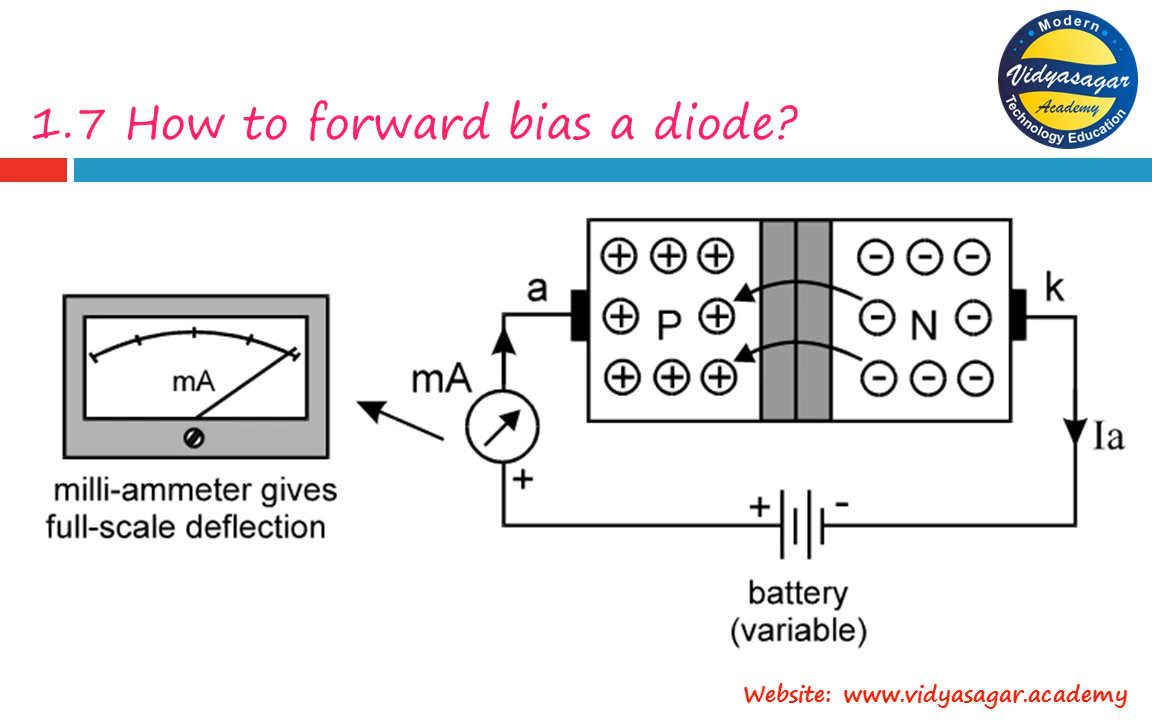 Modern
Vidyasagar
Academy
Technology Education
1.7 How to forward bias a diode?
a
P
N
k
mA
mA
+
Ia
milli-ammeter gives
full-scale deflection
+ -
battery
(variable)
Website: www.vidyasagar.academy